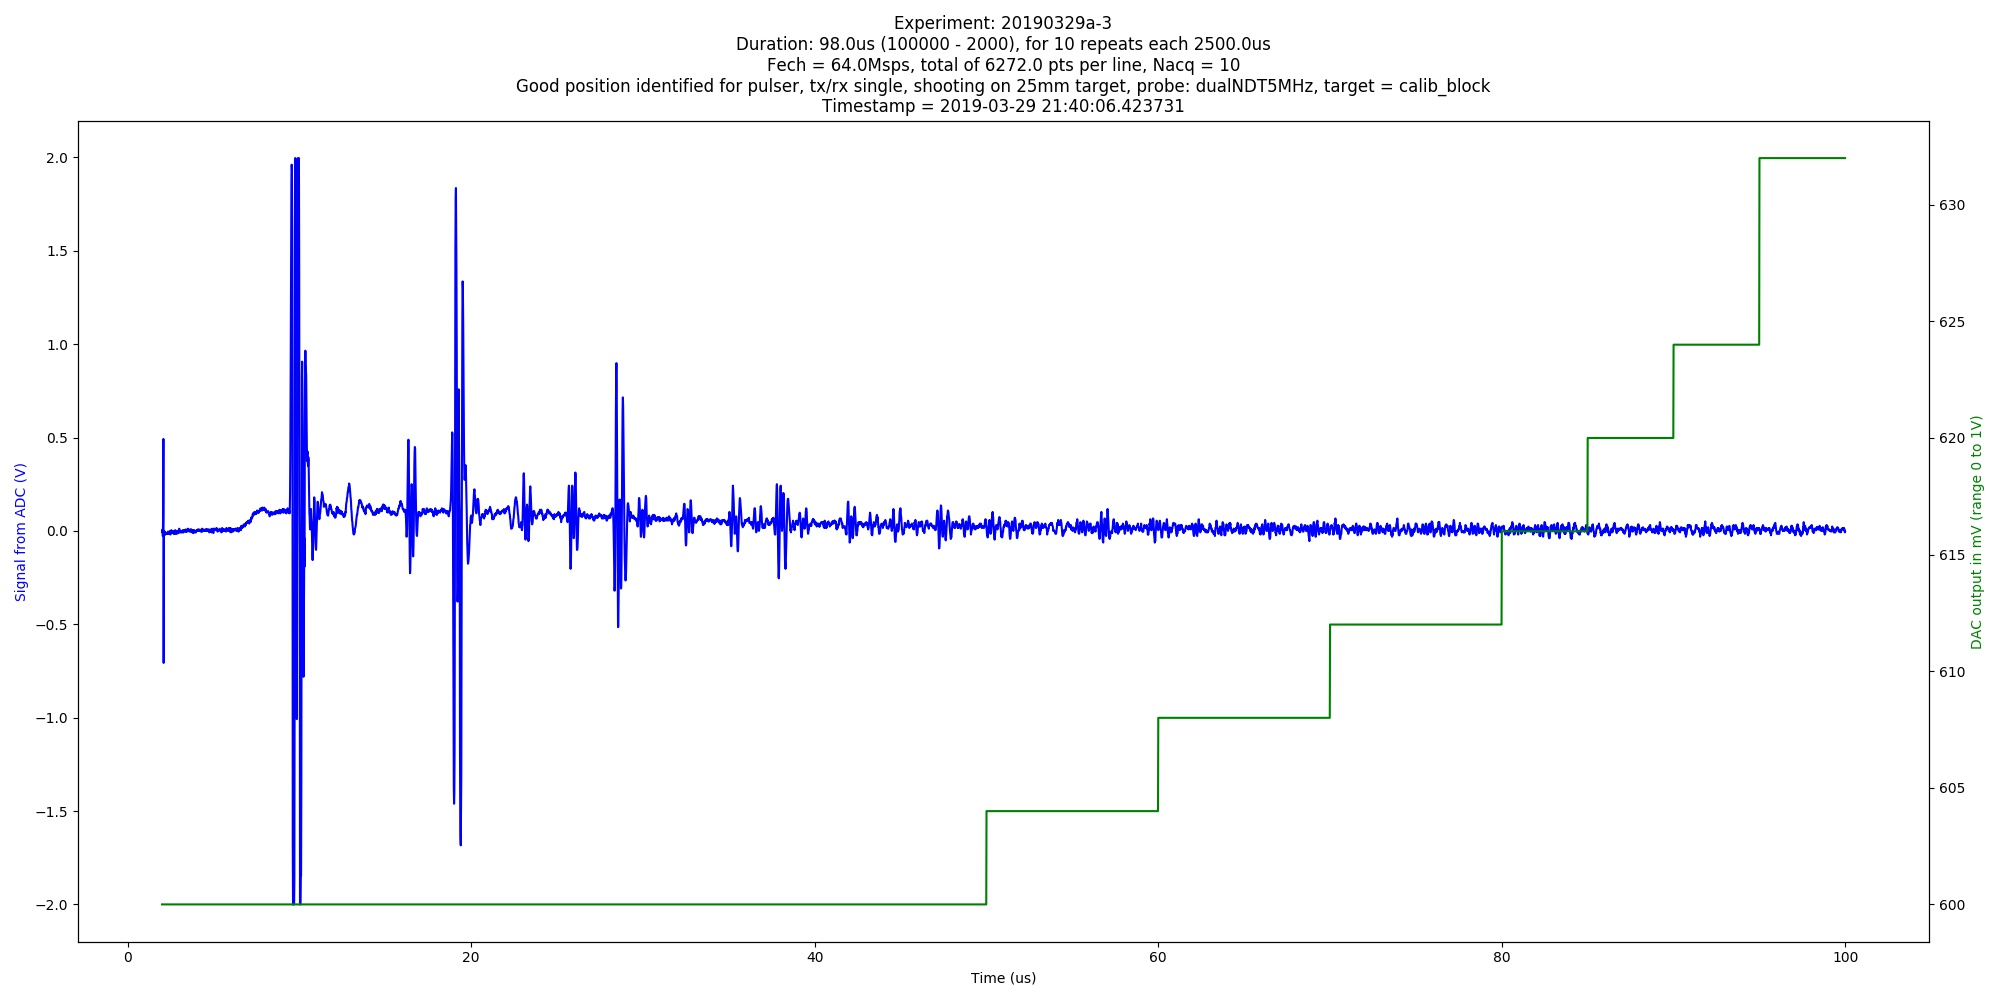 Experiment: 20190329a-3
Duration: 98.0us (100000 - 2000), for 10 repeats each 2500.0us
Fech = 64.0Msps, total of 6272.0 pts per line, Nacq = 10
Good position identified for pulser, tx/rx single, shooting on 25mm target, probe: dualNDT5MHz, target = calib_block
Timestamp = 2019-03-29 21:40:06.423731
Signal from ADC (V)
2.0
1.5
1.0
0.5
0.0
−0.5
−1.0
−1.5
−2.0
630
625
620
615
610
605
600
DAC output in mV (range 0 to 1V)
0 20 40 60 80 100
Time (us)